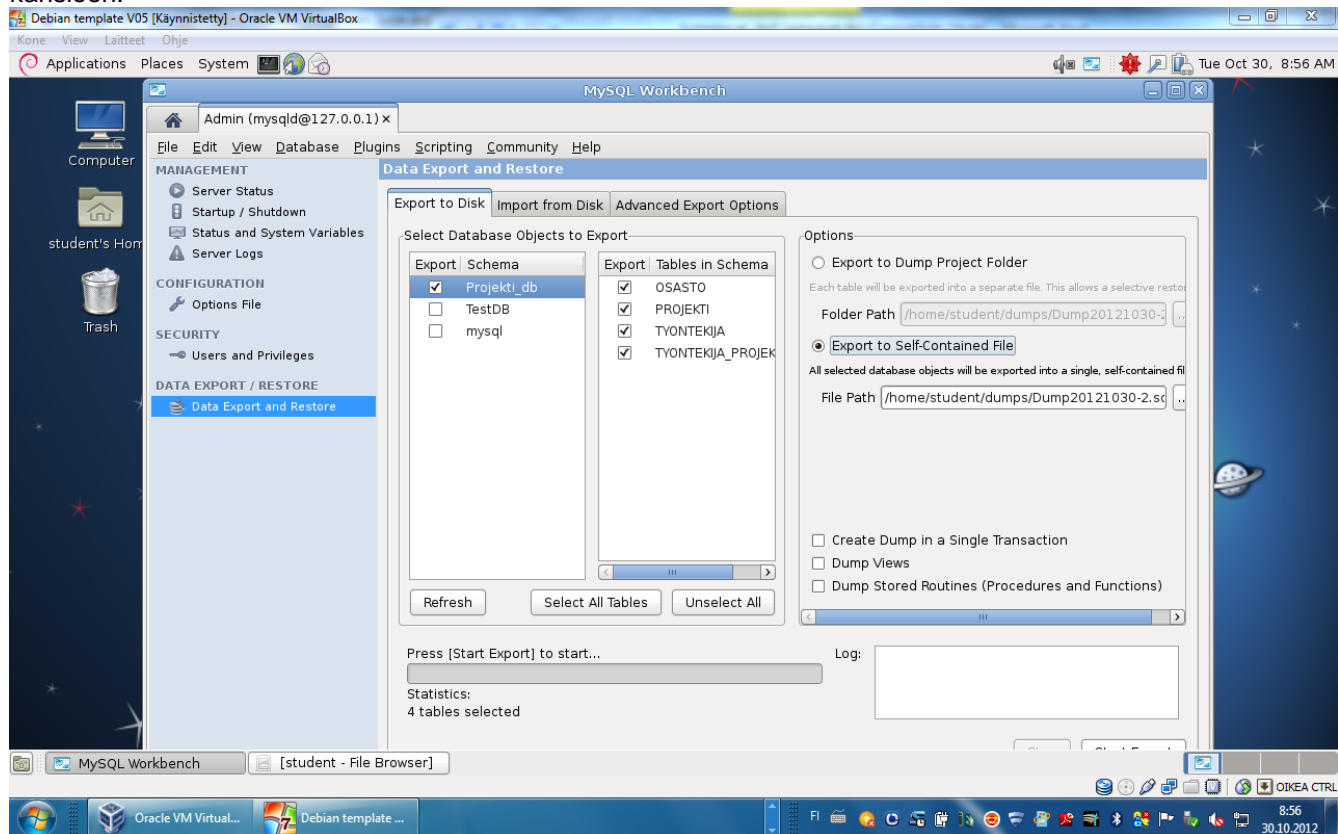 Debian template V05 [Käynnistetty] - Oracle VM VirtualBox
Kone View Laitteet Ohje
Applications Places System
Tue Oct 30, 8:56 AM
Computer
student's Hom
Trash
MySQL Workbench
Admin (mysqld@127.0.0.1) ×
File Edit View Database Plugins Scripting Community Help
MANAGEMENT
Server Status
Startup / Shutdown
Status and System Variables
Server Logs
CONFIGURATION
Options File
SECURITY
Users and Privileges
DATA EXPORT / RESTORE
Data Export and Restore
Data Export and Restore
Export to Disk Import from Disk Advanced Export Options
Select Database Objects to Export
Export Schema
Projekti_db
TestDB
mysql
Export Tables in Schema
OSASTO
PROJEKTI
TYONTEKIJA
TYONTEKIJA_PROJEK
Refresh Select All Tables Unselect All
Options
Export to Dump Project Folder
Each table will be exported into a separate file. This allows a selective resto
Folder Path /home/student/dumps/Dump20121030-2 ..
Export to Self-Contained File
All selected database objects will be exported into a single, self-contained fil
File Path /home/student/dumps/Dump20121030-2.sq ..
Create Dump in a Single Transaction
Dump Views
Dump Stored Routines (Procedures and Functions)
Press [Start Export] to start...
Log:
Statistics:
4 tables selected
MySQL Workbench [student - File Browser]
OIKEA CTRL
Oracle VM Virtual... Debian template ...
FI
8:56
30.10.2012